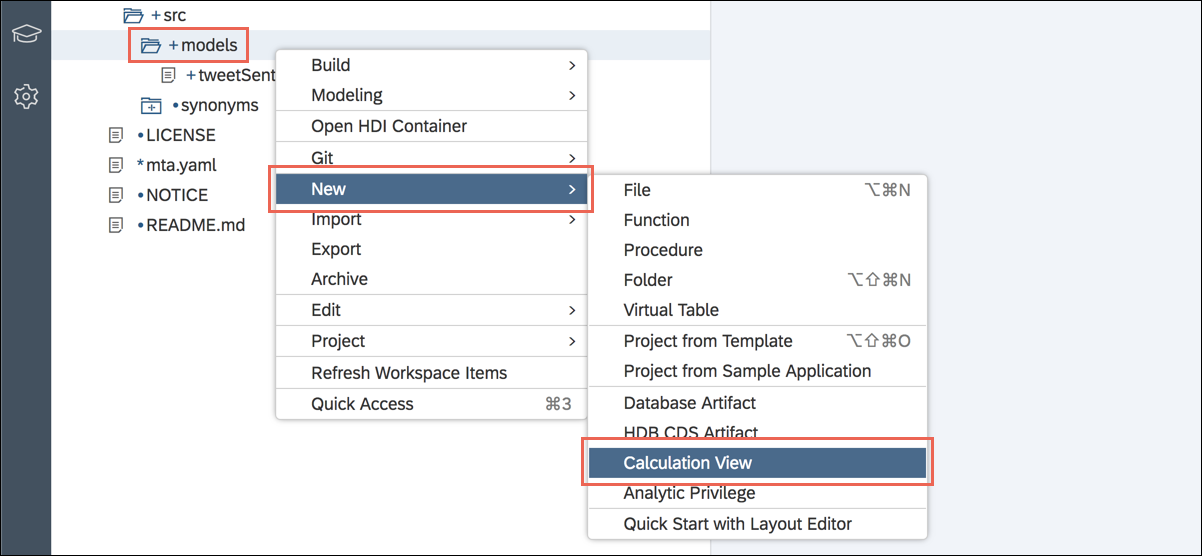 +src
+models
+tweetSent
•synonyms
•LICENSE
*mta.yaml
•NOTICE
•README.md
Build
Modeling
Open HDI Container
Git
New
Import
Export
Archive
Edit
Project
Refresh Workspace Items
Quick Access ⌘3
File ⌥⌘N
Function
Procedure
Folder ⌥⇧⌘N
Virtual Table
Project from Template ⌥⇧⌘O
Project from Sample Application
Database Artifact
HDB CDS Artifact
Calculation View
Analytic Privilege
Quick Start with Layout Editor